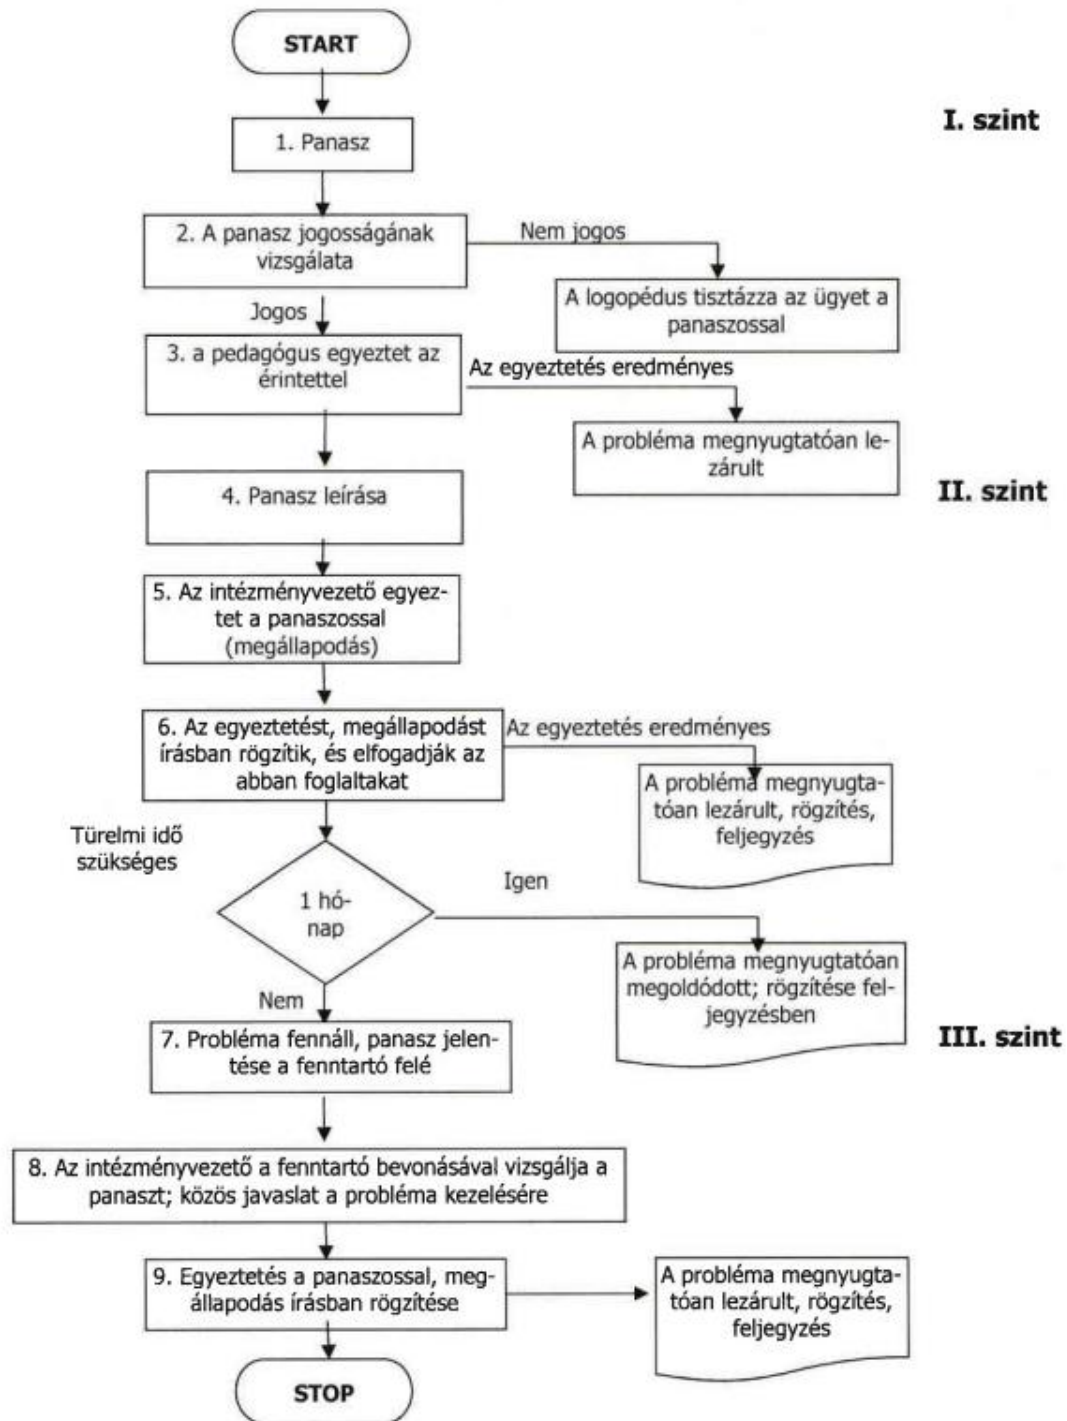 START
I. szint
1. Panasz
2. A panasz jogosságának
vizsgálata
Nem jogos
A logopédus tisztázza az ügyet a
panaszossal
Jogos
3. a pedagógus egyeztet az
érintettel
Az egyeztetés eredményes
A probléma megnyugtatóan le-
zárult
4. Panasz leírása
II. szint
5. Az intézményvezető egyez-
tet a panaszossal
(megállapodás)
6. Az egyeztetést, megállapodást
írásban rögzítik, és elfogadják az
abban foglaltakat
Az egyeztetés eredményes
A probléma megnyugta-
tóan lezárult, rögzítés,
feljegyzés
Türelmi idő
szükséges
1 hó-
nap
Igen
A probléma megnyugtatóan
megoldódott; rögzítése fel-
jegyzésben
Nem
III. szint
7. Probléma fennáll, panasz jelen-
tése a fenntartó felé
8. Az intézményvezető a fenntartó bevonásával vizsgálja a
panaszt; közös javaslat a probléma kezelésére
9. Egyeztetés a panaszossal, meg-
állapodás írásban rögzítése
A probléma megnyugta-
tóan lezárult, rögzítés,
feljegyzés
STOP